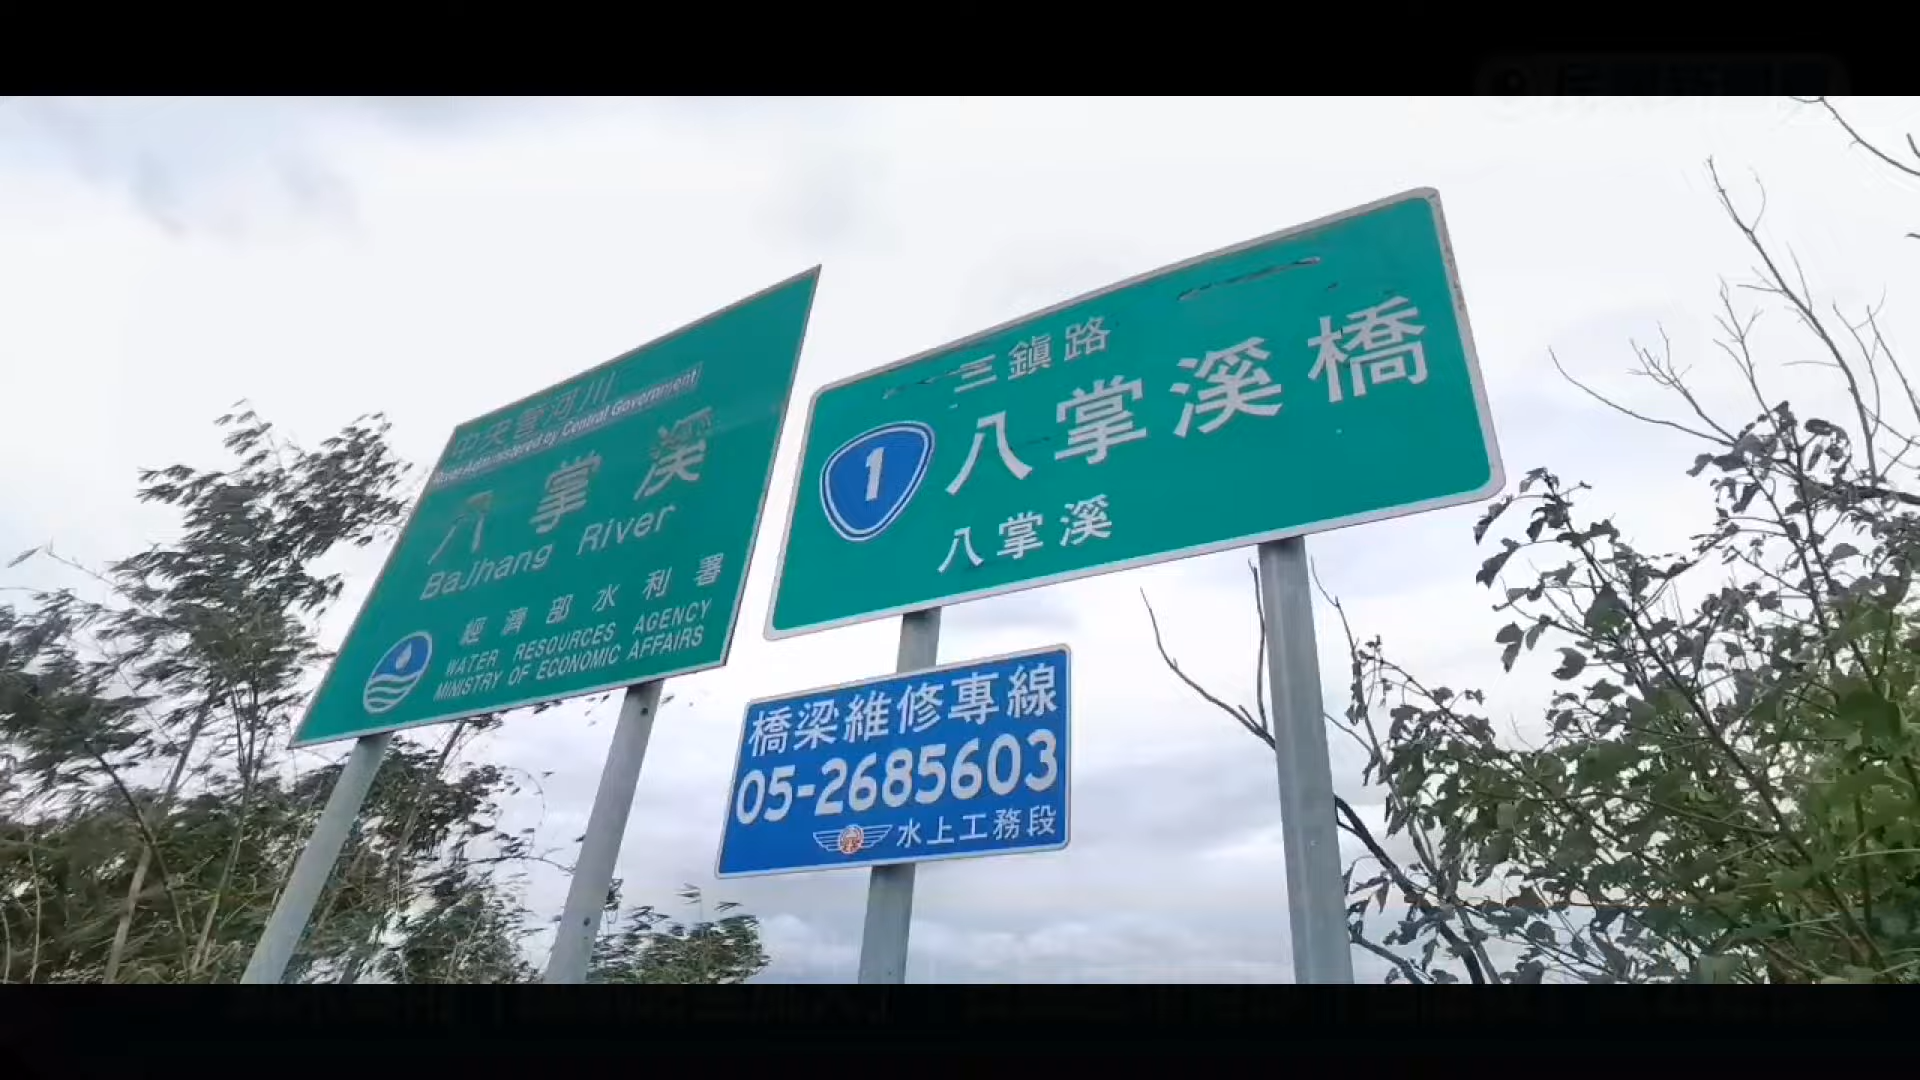 中央管河川
River Administered by Central Government
八掌溪
BaJhang River
經濟部水利署
WATER RESOURCES AGENCY
MINISTRY OF ECONOMIC AFFAIRS
三鎮路
1
八掌溪橋
八掌溪
橋梁維修專線
05-2685603
水上工務段